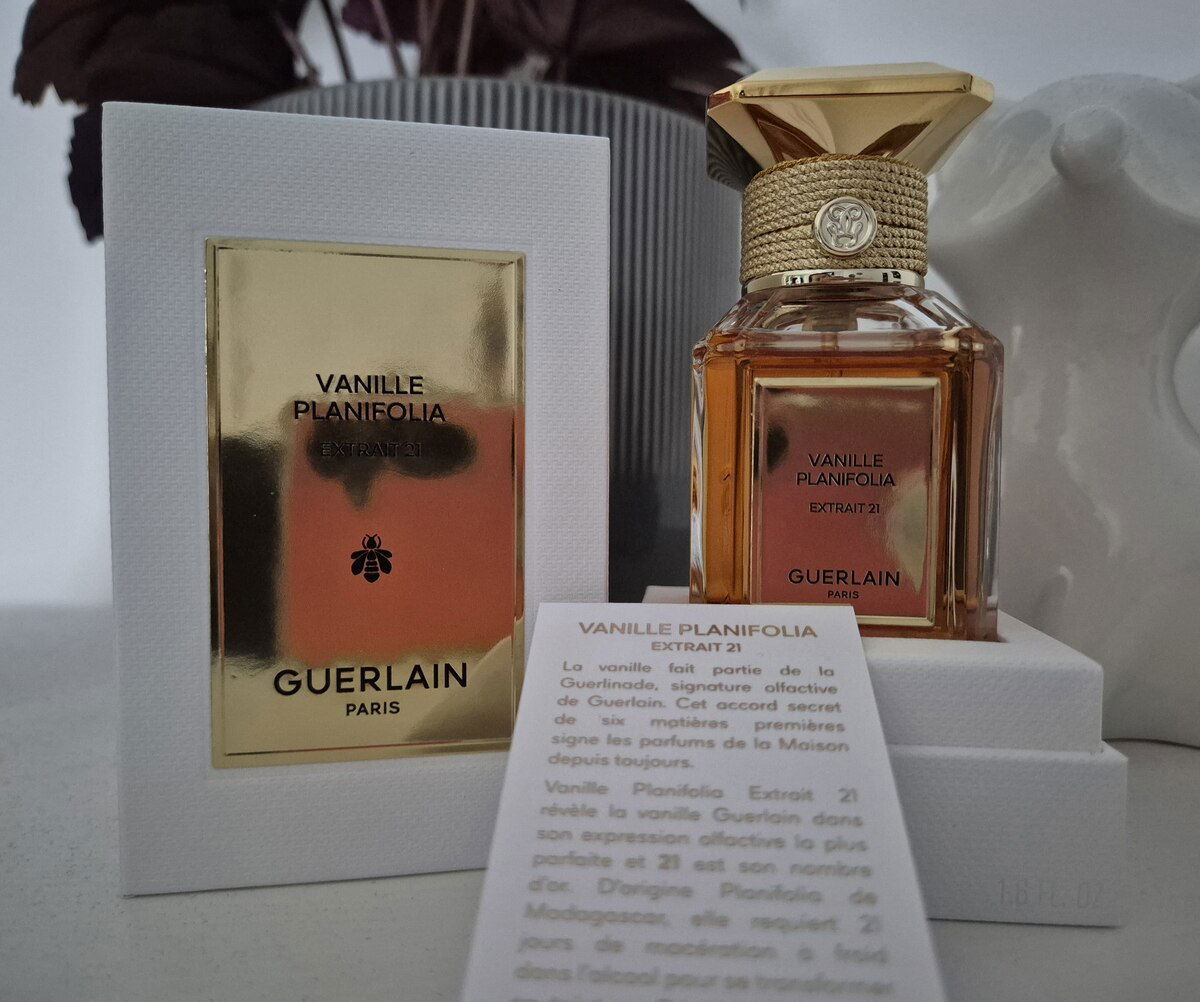 VANILLE
PLANIFOLIA
EXTRAIT 21
GUERLAIN
PARIS
VANILLE
PLANIFOLIA
EXTRAIT 21
GUERLAIN
PARIS
VANILLE PLANIFOLIA
EXTRAIT 21
La vanille fait partie de la
Guerlinade, signature olfactive
de Guerlain. Cet accord secret
de six matières premières
signe les parfums de la Maison
depuis toujours.
Vanille Planifolia Extrait 21
révèle la vanille Guerlain dans
son expression olfactive la plus
parfaite et 21 est son nombre
d'or. D'origine Planifolia de
Madagascar, elle requiert 21
jours de macération a froid
dans l'alcool pour se transformer
1.6 FL. OZ